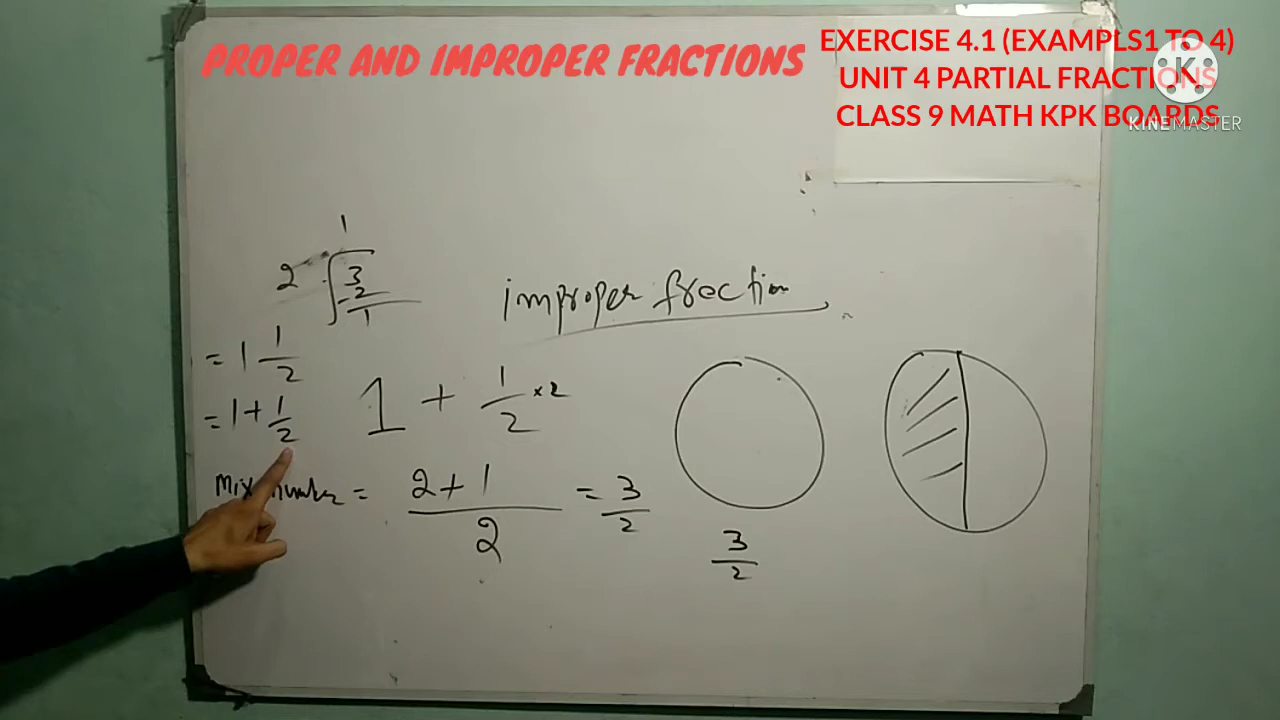 PROPER AND IMPROPER FRACTIONS
EXERCISE 4.1 (EXAMPLS1 TO 4)
UNIT 4 PARTIAL FRACTIONS
CLASS 9 MATH KPK BOARDS
K
KINEMASTER
1
2 3
-2
1
improper fraction
= 1 1/2
= 1 + 1/2
1 + 1/2 × 2
mix number = 2 + 1 / 2 = 3/2
3/2